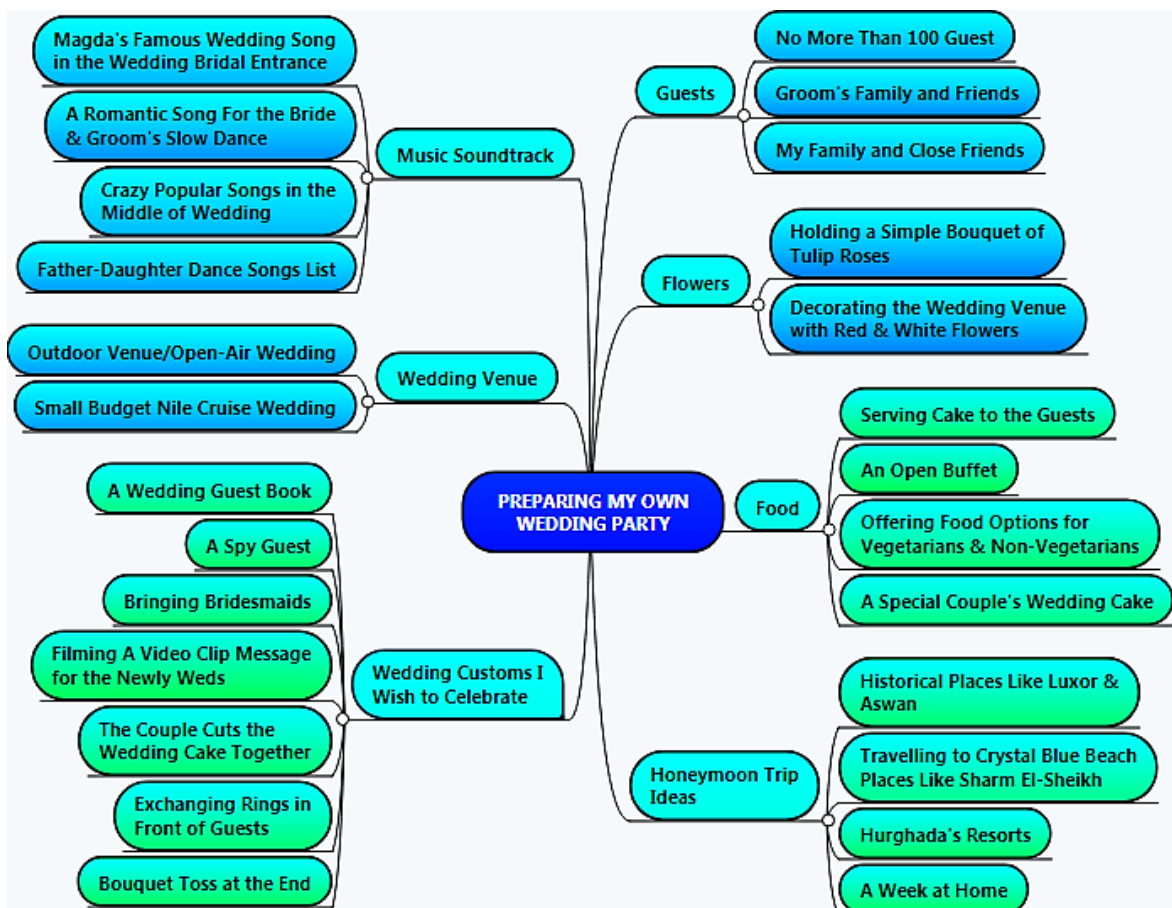 PREPARING MY OWN
WEDDING PARTY
Music Soundtrack
Magda's Famous Wedding Song
in the Wedding Bridal Entrance
A Romantic Song For the Bride
& Groom's Slow Dance
Crazy Popular Songs in the
Middle of Wedding
Father-Daughter Dance Songs List
Wedding Venue
Outdoor Venue/Open-Air Wedding
Small Budget Nile Cruise Wedding
Wedding Customs I
Wish to Celebrate
A Wedding Guest Book
A Spy Guest
Bringing Bridesmaids
Filming A Video Clip Message
for the Newly Weds
The Couple Cuts the
Wedding Cake Together
Exchanging Rings in
Front of Guests
Bouquet Toss at the End
Guests
No More Than 100 Guest
Groom's Family and Friends
My Family and Close Friends
Flowers
Holding a Simple Bouquet of
Tulip Roses
Decorating the Wedding Venue
with Red & White Flowers
Food
Serving Cake to the Guests
An Open Buffet
Offering Food Options for
Vegetarians & Non-Vegetarians
A Special Couple's Wedding Cake
Honeymoon Trip
Ideas
Historical Places Like Luxor &
Aswan
Travelling to Crystal Blue Beach
Places Like Sharm El-Sheikh
Hurghada's Resorts
A Week at Home